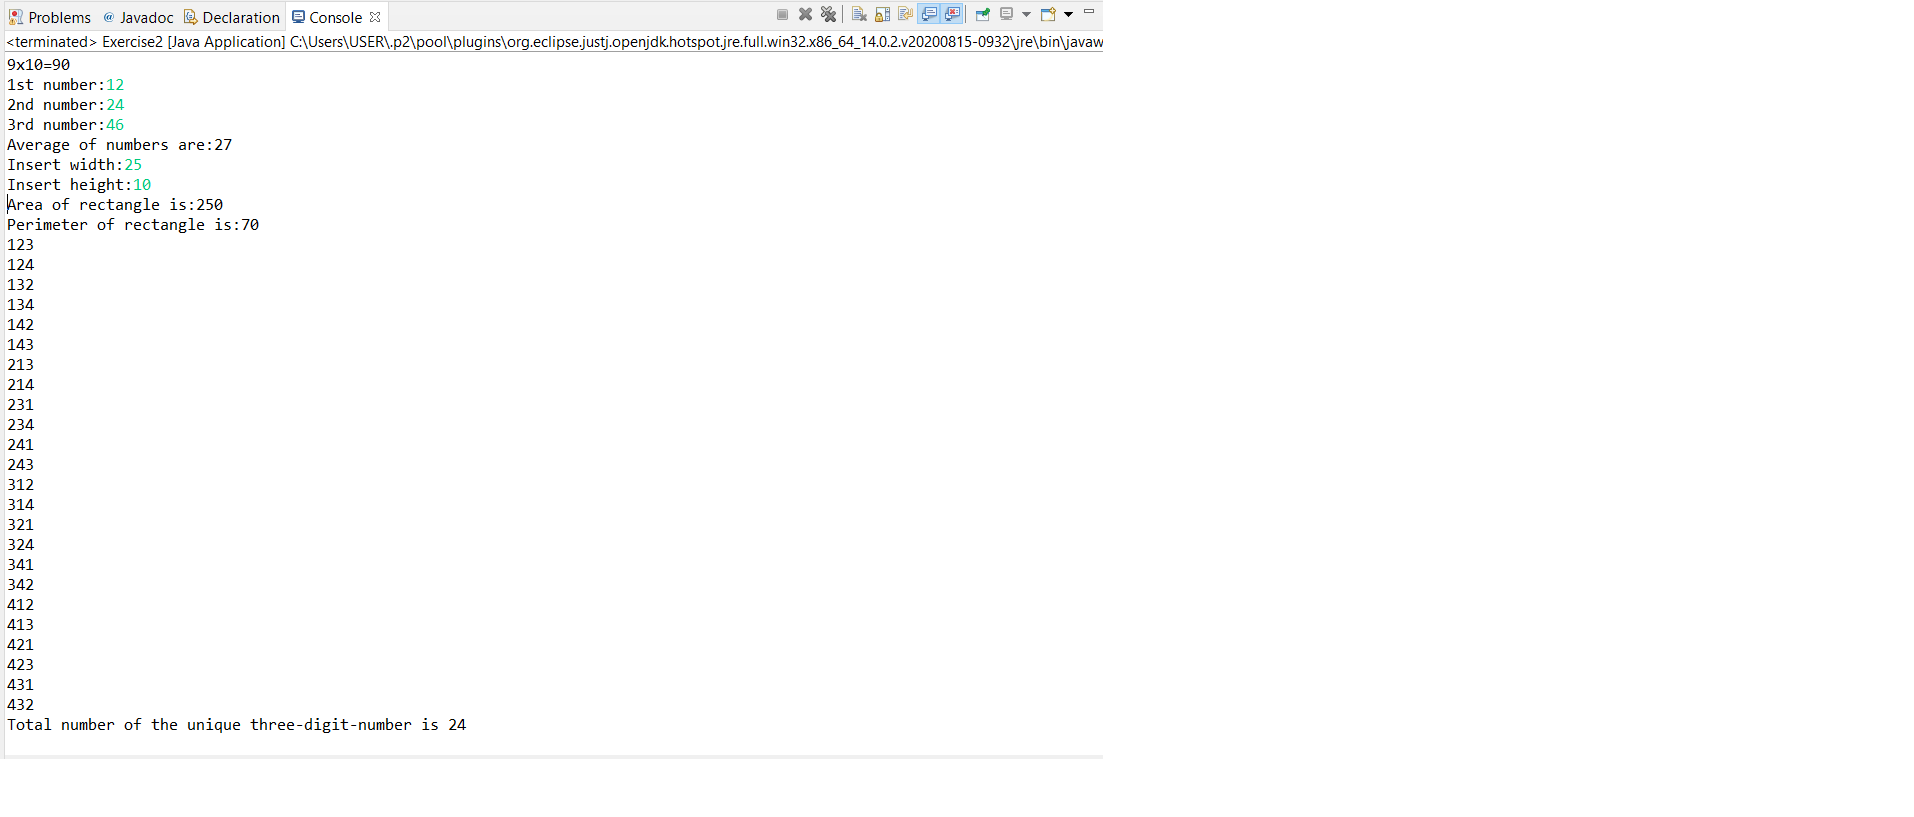 Problems @ Javadoc Declaration Console
<terminated> Exercise2 [Java Application] C:\Users\USER\.p2\pool\plugins\org.eclipse.justj.openjdk.hotspot.jre.full.win32.x86_64_14.0.2.v20200815-0932\jre\bin\javaw
9x10=90
1st number:12
2nd number:24
3rd number:46
Average of numbers are:27
Insert width:25
Insert height:10
Area of rectangle is:250
Perimeter of rectangle is:70
123
124
132
134
142
143
213
214
231
234
241
243
312
314
321
324
341
342
412
413
421
423
431
432
Total number of the unique three-digit-number is 24